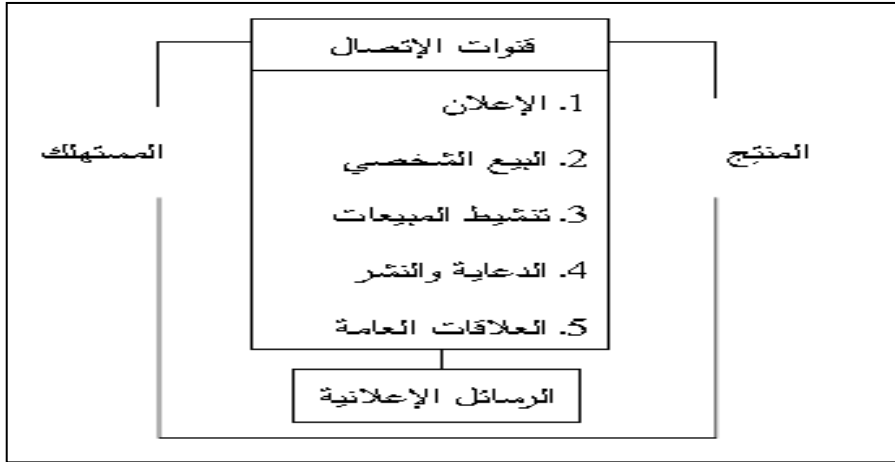 قنوات الإتصال
1. الإعلان
المنتِج
2. البيع الشخصي
المستهلك
3. تنشيط المبيعات
4. الدعاية والنشر
5. العلاقات العامة
الرسائل الإعلانية